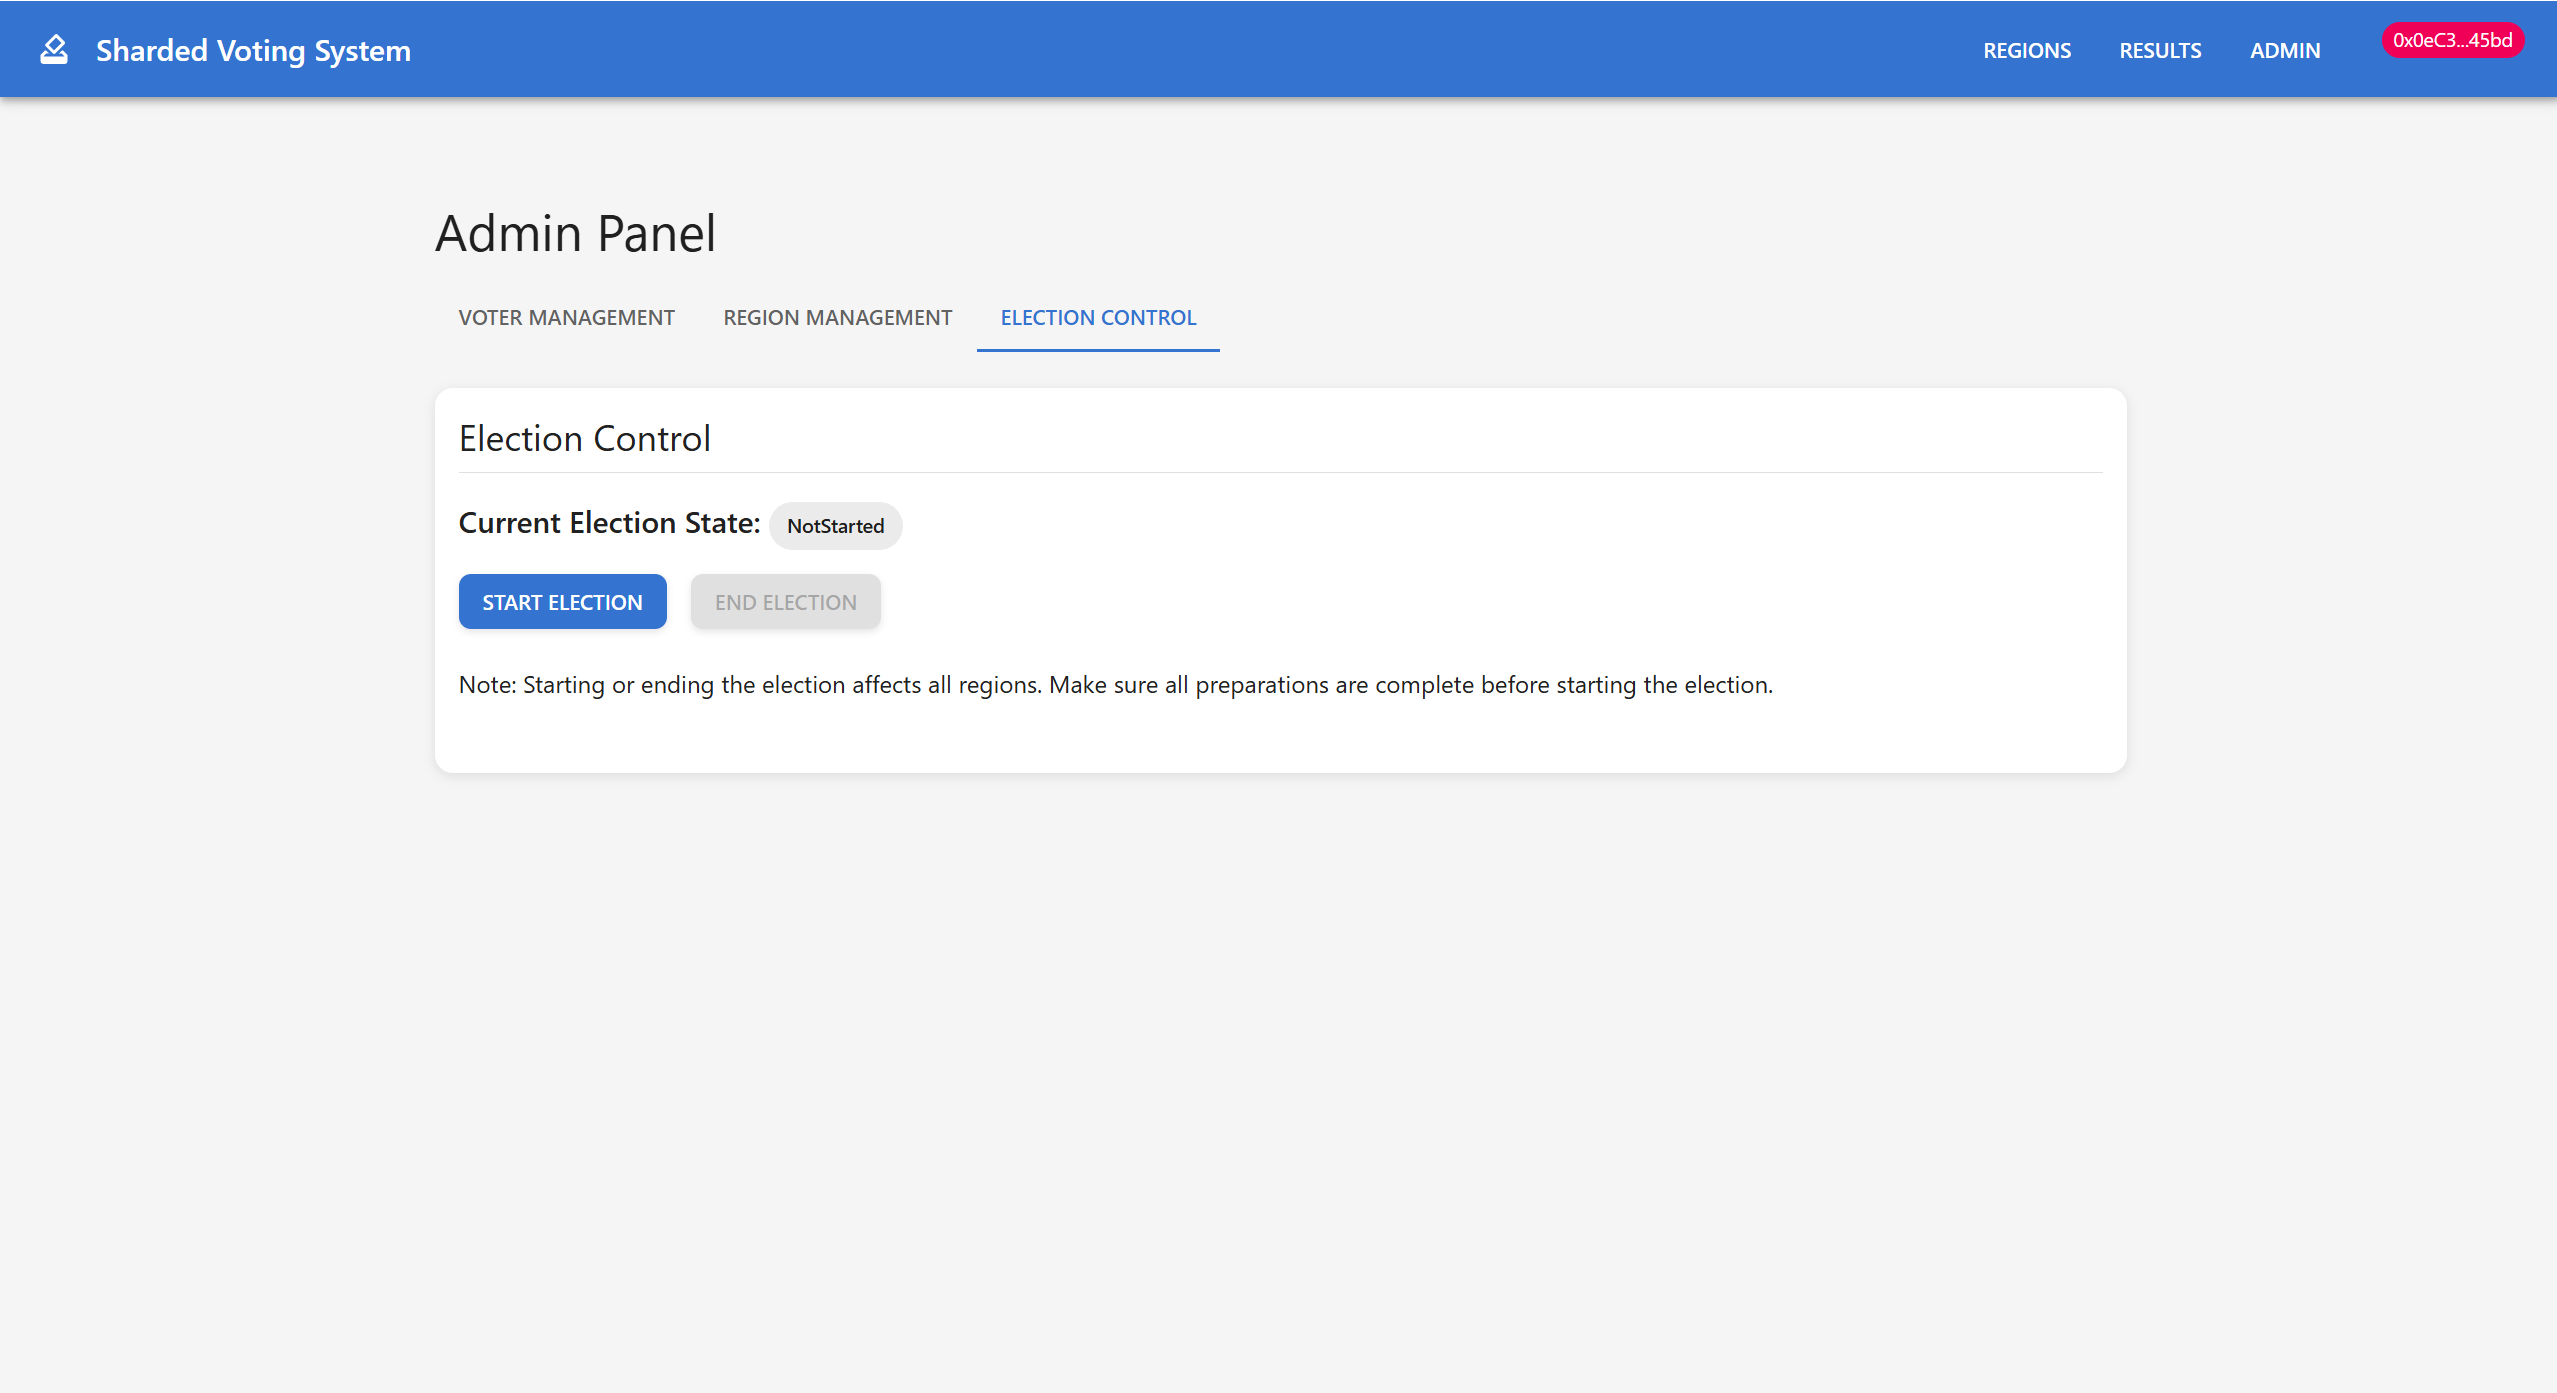 Sharded Voting System
REGIONS
RESULTS
ADMIN
0x0eC3...45bd
Admin Panel
VOTER MANAGEMENT
REGION MANAGEMENT
ELECTION CONTROL
Election Control
Current Election State: NotStarted
START ELECTION
END ELECTION
Note: Starting or ending the election affects all regions. Make sure all preparations are complete before starting the election.